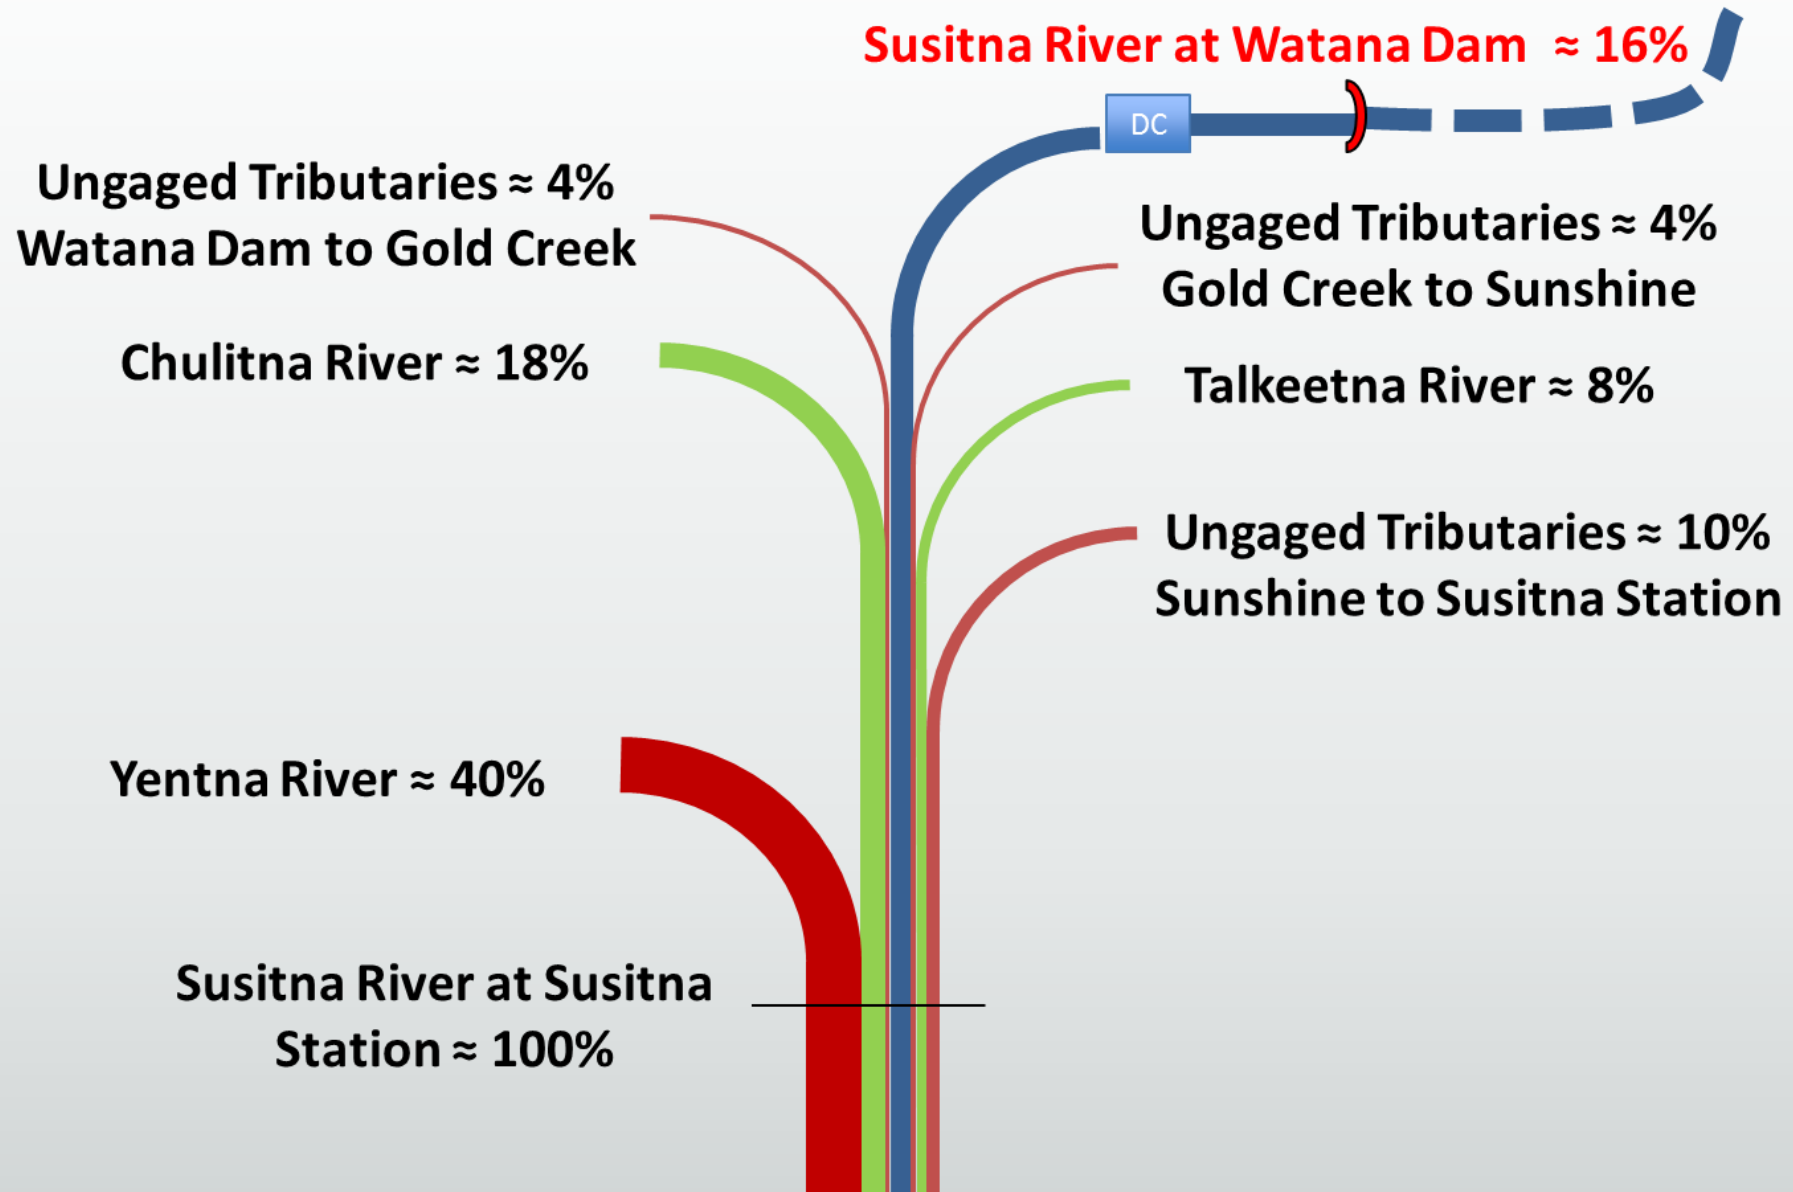 Susitna River at Watana Dam ≈ 16%
DC
Ungaged Tributaries ≈ 4%
Watana Dam to Gold Creek
Ungaged Tributaries ≈ 4%
Gold Creek to Sunshine
Chulitna River ≈ 18%
Talkeetna River ≈ 8%
Ungaged Tributaries ≈ 10%
Sunshine to Susitna Station
Yentna River ≈ 40%
Susitna River at Susitna
Station ≈ 100%